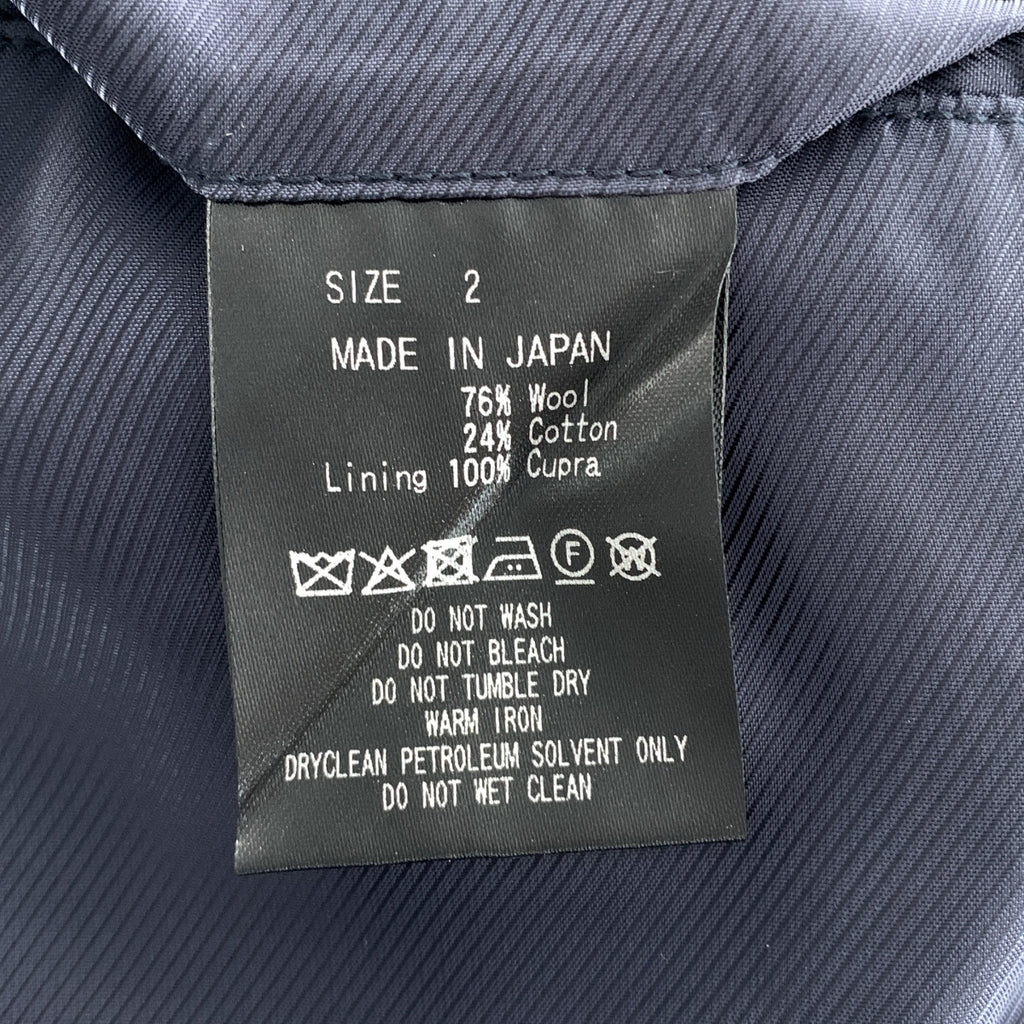 SIZE 2
MADE IN JAPAN
76% Wool
24% Cotton
Lining 100% Cupra
F W
DO NOT WASH
DO NOT BLEACH
DO NOT TUMBLE DRY
WARM IRON
DRYCLEAN PETROLEUM SOLVENT ONLY
DO NOT WET CLEAN